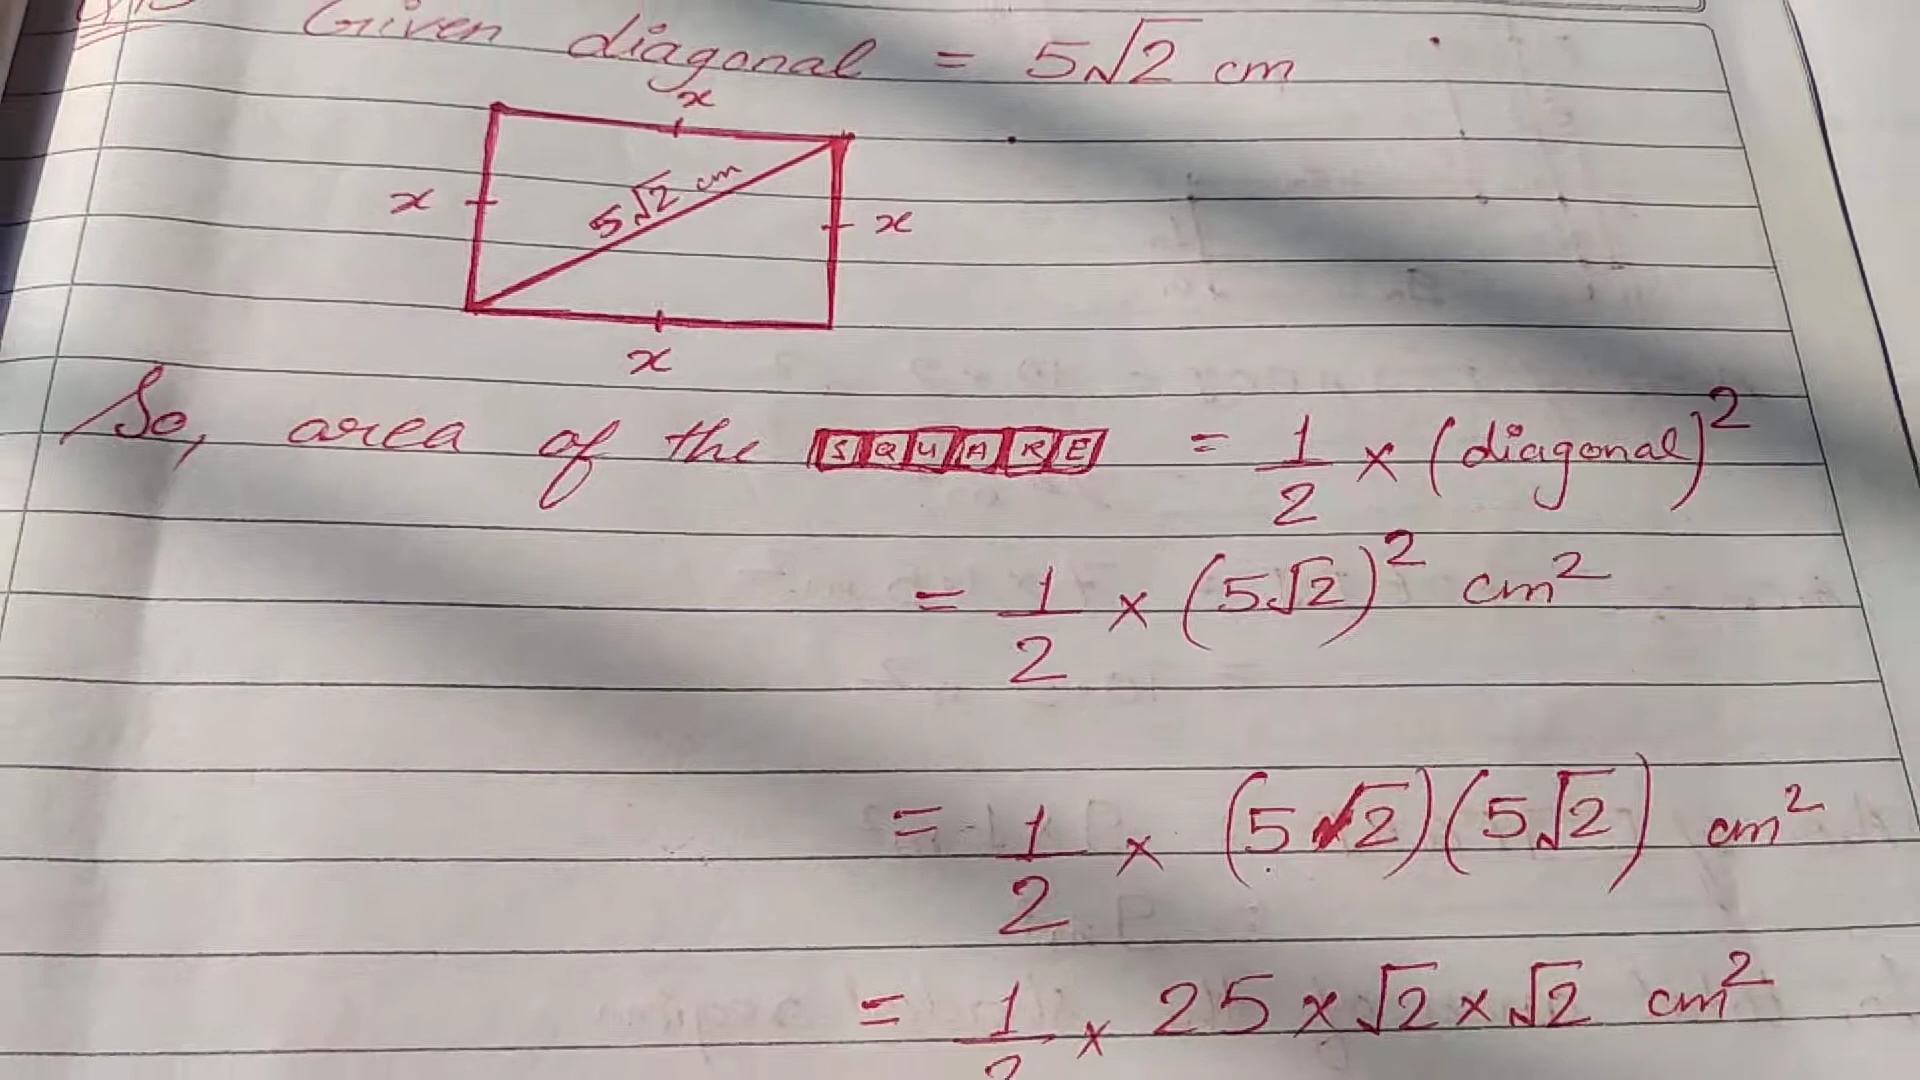 Given diagonal = 5√2 cm
x
5√2 cm
x
x
x
So, area of the SQUARE = 1/2 × (diagonal)²
= 1/2 × (5√2)² cm²
= 1/2 × (5√2)(5√2) cm²
= 1/2 × 25 × √2 × √2 cm²